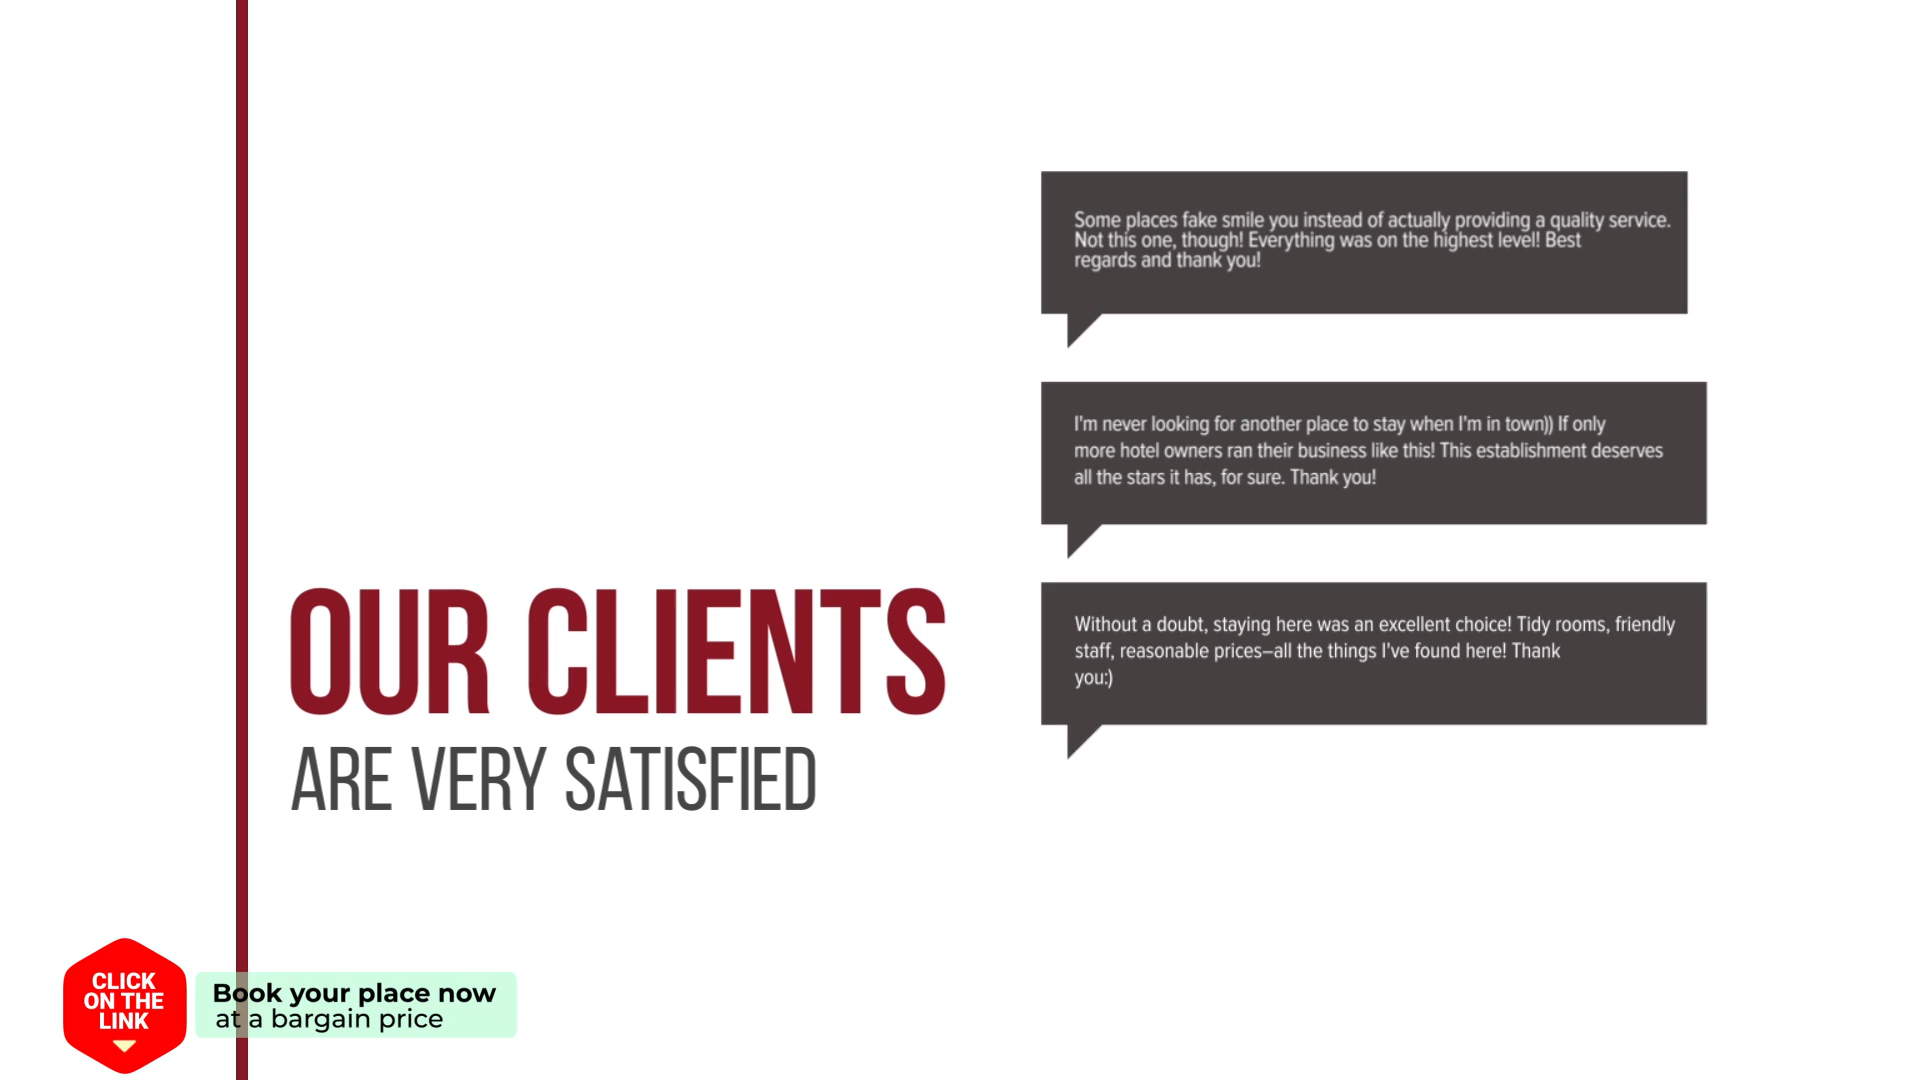 Some places fake smile you instead of actually providing a quality service.
Not this one, though! Everything was on the highest level! Best
regards and thank you!
I'm never looking for another place to stay when I'm in town)) If only
more hotel owners ran their business like this! This establishment deserves
all the stars it has, for sure. Thank you!
Without a doubt, staying here was an excellent choice! Tidy rooms, friendly
staff, reasonable prices–all the things I've found here! Thank
you:)
OUR CLIENTS
ARE VERY SATISFIED
CLICK
ON THE
LINK
Book your place now
at a bargain price